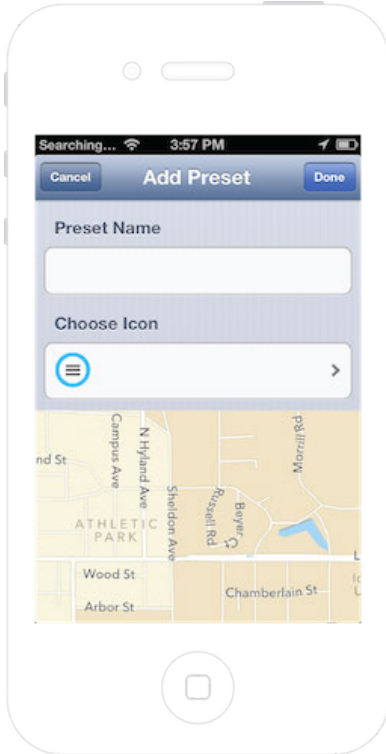 Searching... 3:57 PM
Cancel Add Preset Done
Preset Name
Choose Icon
nd St
Campus Ave
N Hyland Ave
Sheldon Ave
Russell Rd
Beyer
Morrill Rd
ATHLETIC
PARK
Wood St
Arbor St
Chamberlain St